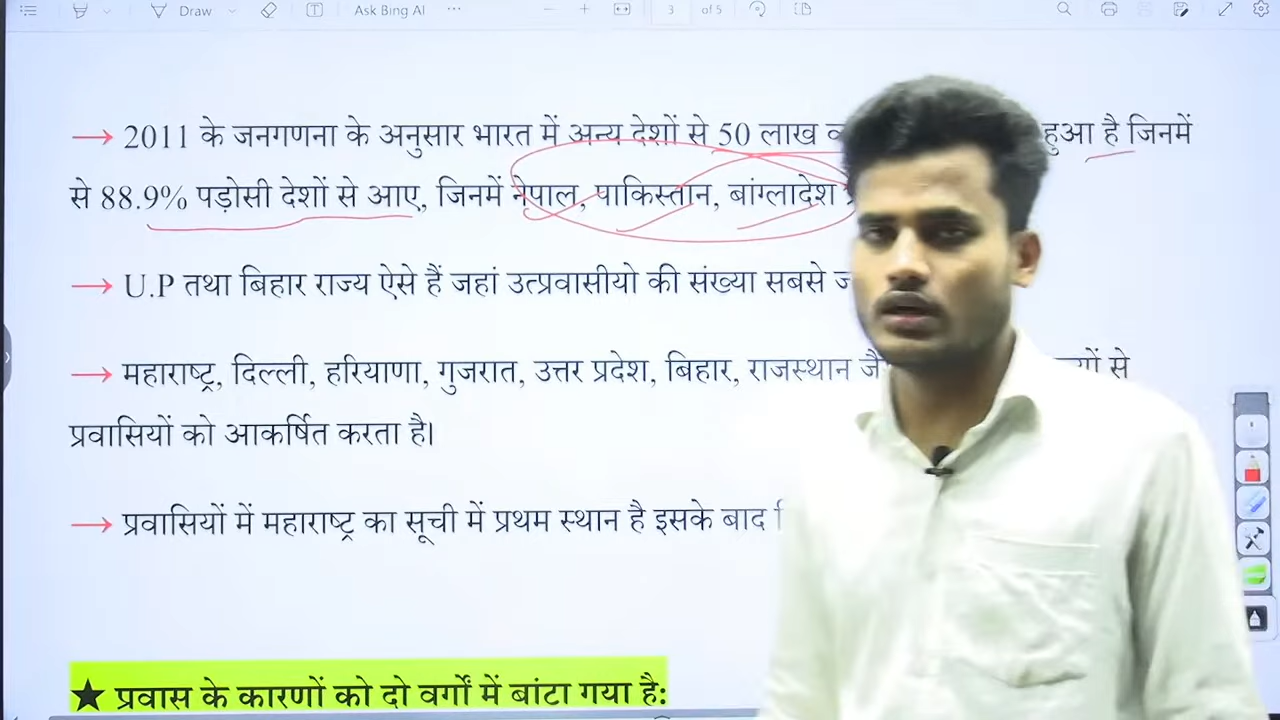 Draw
Ask Bing AI
3 of 5
→ 2011 के जनगणना के अनुसार भारत में अन्य देशों से 50 लाख हुआ है जिनमें
से 88.9% पड़ोसी देशों से आए, जिनमें नेपाल, पाकिस्तान, बांग्लादेश
→ U.P तथा बिहार राज्य ऐसे हैं जहां उत्प्रवासीयो की संख्या सबसे
→ महाराष्ट्र, दिल्ली, हरियाणा, गुजरात, उत्तर प्रदेश, बिहार, राजस्थान से
प्रवासियों को आकर्षित करता है।
→ प्रवासियों में महाराष्ट्र का सूची में प्रथम स्थान है इसके बाद
★ प्रवास के कारणों को दो वर्गों में बांटा गया है: